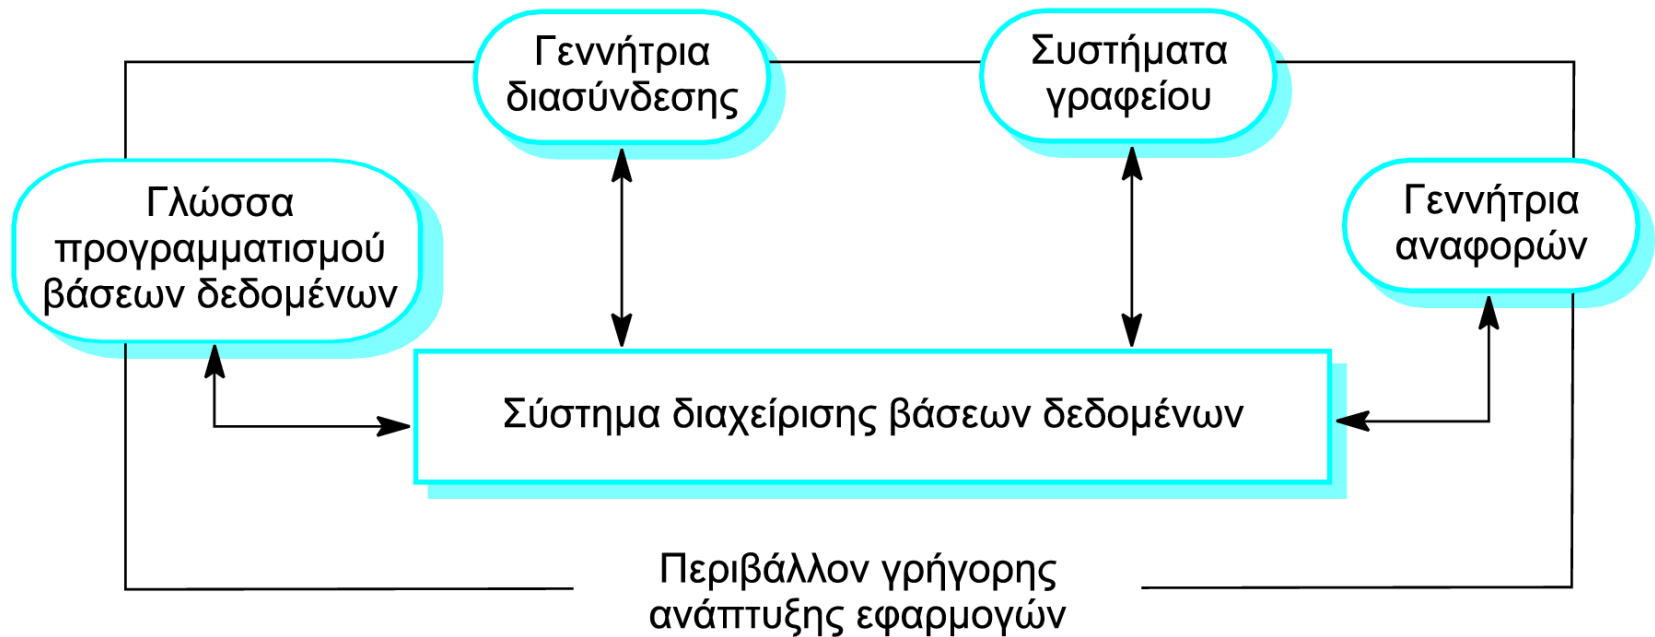 Γεννήτρια
διασύνδεσης
Συστήματα
γραφείου
Γλώσσα
προγραμματισμού
βάσεων δεδομένων
Γεννήτρια
αναφορών
Σύστημα διαχείρισης βάσεων δεδομένων
Περιβάλλον γρήγορης
ανάπτυξης εφαρμογών